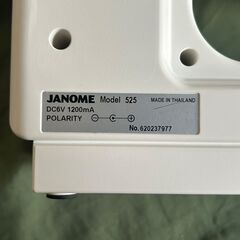 JANOME Model 525
MADE IN THAILAND
DC6V 1200mA
POLARITY
No.620237977